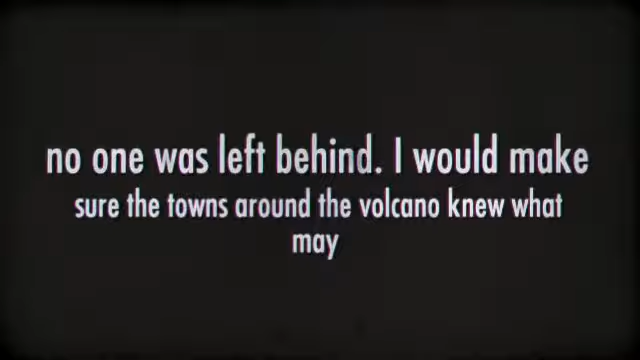 no one was left behind. I would make
sure the towns around the volcano knew what
may